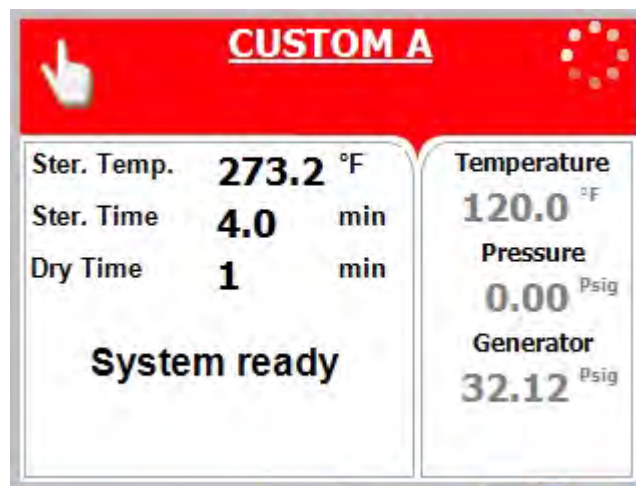 CUSTOM A
Ster. Temp. 273.2 °F
Ster. Time 4.0 min
Dry Time 1 min
System ready
Temperature
120.0 °F
Pressure
0.00 Psig
Generator
32.12 Psig